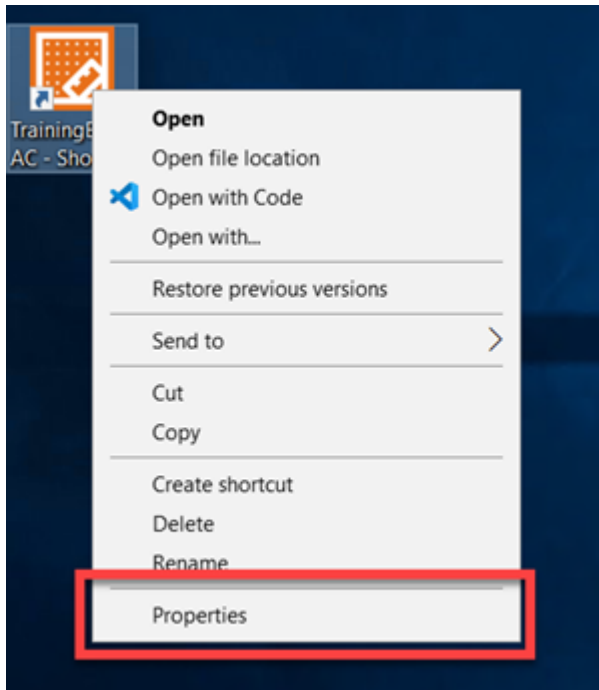 TrainingE
AC - Sho
Open
Open file location
Open with Code
Open with...
Restore previous versions
Send to
Cut
Copy
Create shortcut
Delete
Rename
Properties